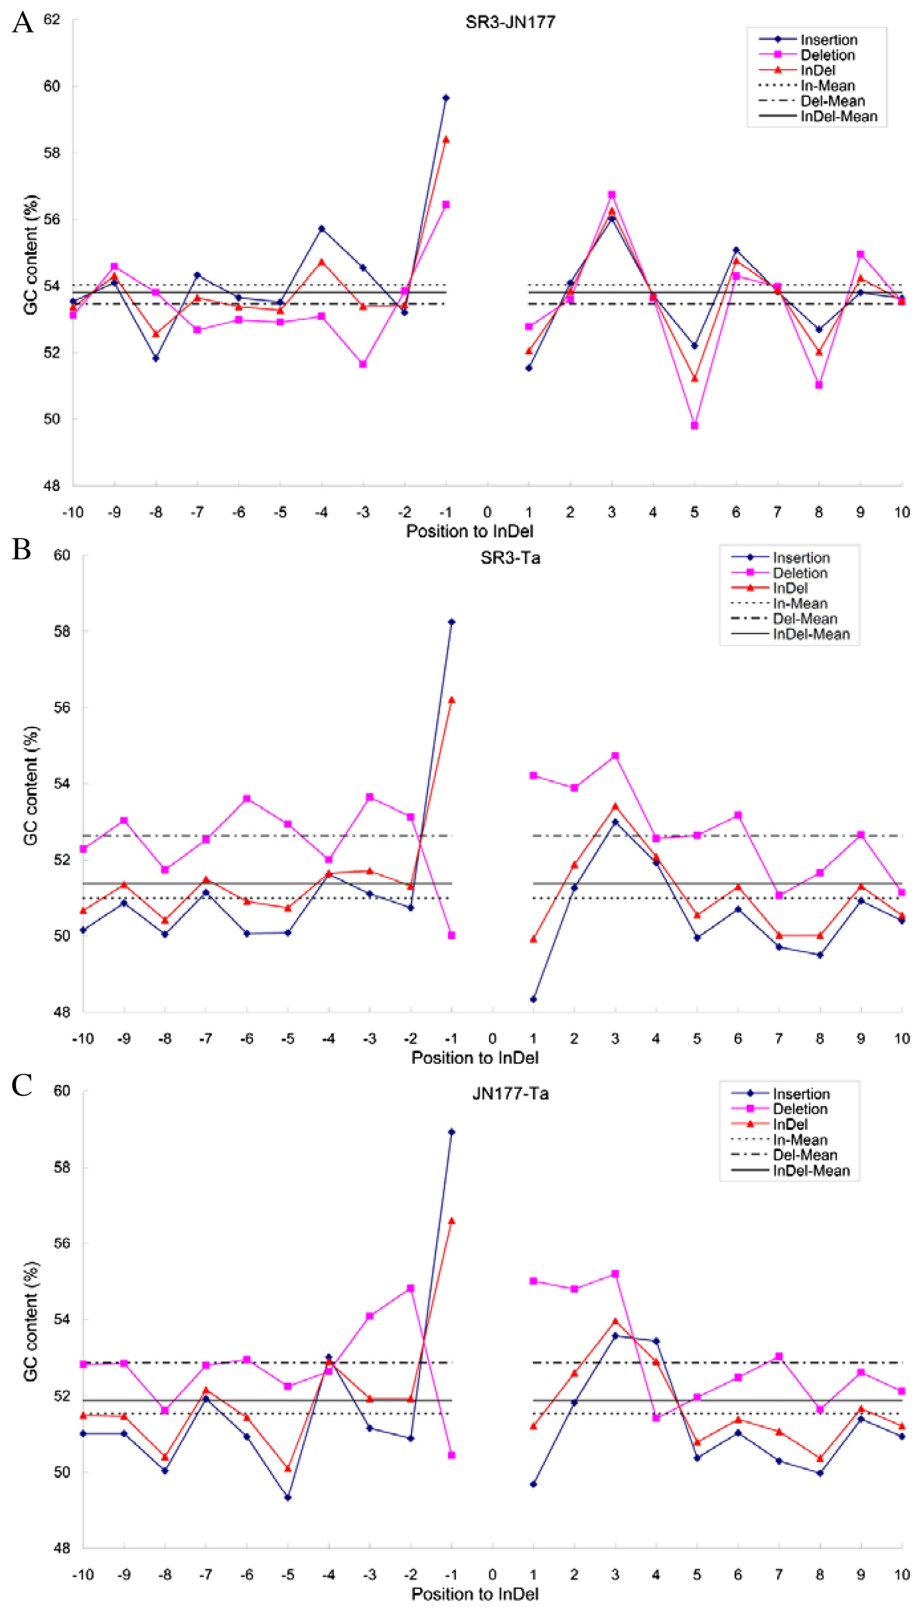 A
SR3-JN177
62
60
58
56
54
52
50
48
GC content (%)
Insertion
Deletion
InDel
In-Mean
Del-Mean
InDel-Mean
-10 -9 -8 -7 -6 -5 -4 -3 -2 -1 0 1 2 3 4 5 6 7 8 9 10
Position to InDel
B
SR3-Ta
60
58
56
54
52
50
48
GC content (%)
Insertion
Deletion
InDel
In-Mean
Del-Mean
InDel-Mean
-10 -9 -8 -7 -6 -5 -4 -3 -2 -1 0 1 2 3 4 5 6 7 8 9 10
Position to InDel
C
JN177-Ta
60
58
56
54
52
50
48
GC content (%)
Insertion
Deletion
InDel
In-Mean
Del-Mean
InDel-Mean
-10 -9 -8 -7 -6 -5 -4 -3 -2 -1 0 1 2 3 4 5 6 7 8 9 10
Position to InDel